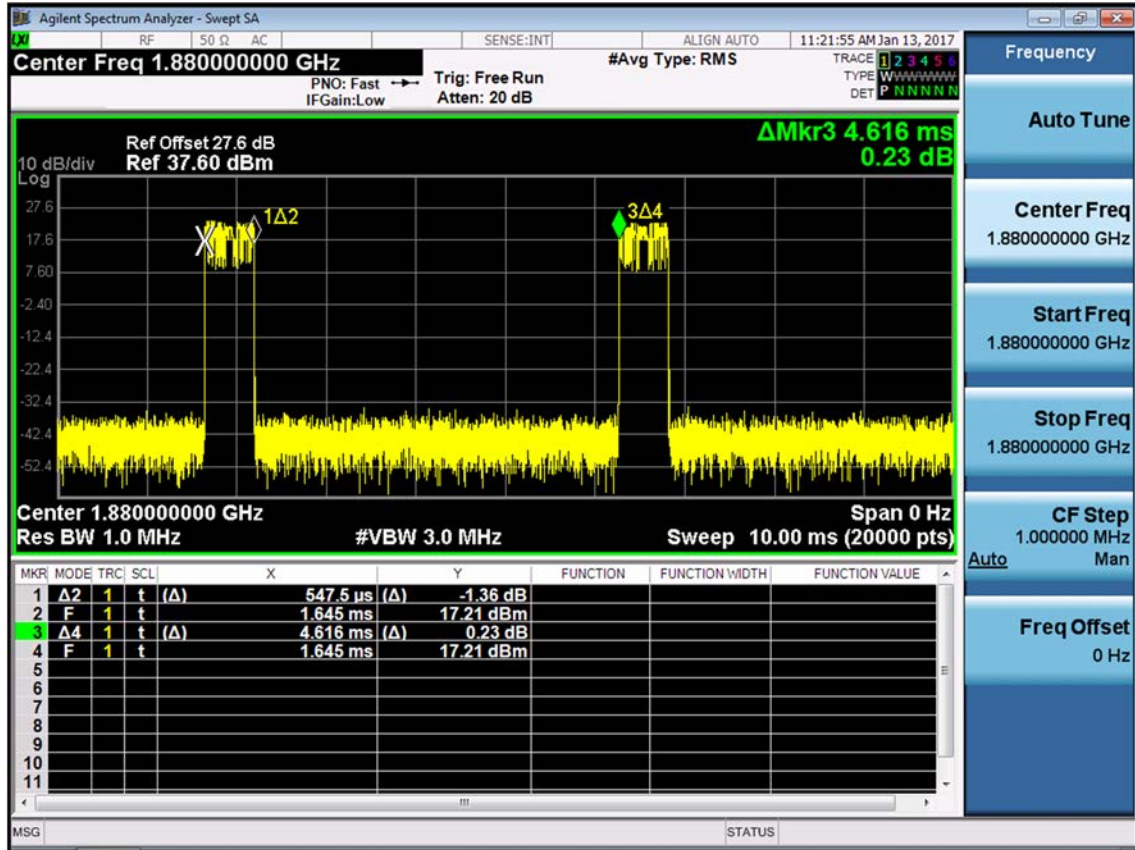 Agilent Spectrum Analyzer - Swept SA
LXI RF 50 Ω AC SENSE:INT ALIGN AUTO 11:21:55 AM Jan 13, 2017
Center Freq 1.880000000 GHz #Avg Type: RMS TRACE 1 2 3 4 5 6
PNO: Fast Trig: Free Run TYPE WWWWWW
IFGain:Low Atten: 20 dB DET P N N N N N
Frequency
ΔMkr3 4.616 ms
0.23 dB
Ref Offset 27.6 dB
10 dB/div Ref 37.60 dBm
Log
27.6
17.6
7.60
-2.40
-12.4
-22.4
-32.4
-42.4
-52.4
X
1Δ2
3Δ4
Center 1.880000000 GHz Span 0 Hz
Res BW 1.0 MHz #VBW 3.0 MHz Sweep 10.00 ms (20000 pts)
MKR MODE TRC SCL X Y FUNCTION FUNCTION WIDTH FUNCTION VALUE
1 Δ2 1 t (Δ) 547.5 µs (Δ) -1.36 dB
2 F 1 t 1.645 ms 17.21 dBm
3 Δ4 1 t (Δ) 4.616 ms (Δ) 0.23 dB
4 F 1 t 1.645 ms 17.21 dBm
5
6
7
8
9
10
11
MSG STATUS
Auto Tune
Center Freq
1.880000000 GHz
Start Freq
1.880000000 GHz
Stop Freq
1.880000000 GHz
CF Step
1.000000 MHz
Auto Man
Freq Offset
0 Hz